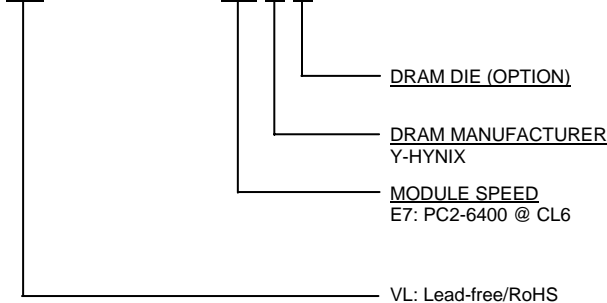 DRAM DIE (OPTION)
DRAM MANUFACTURER
Y-HYNIX
MODULE SPEED
E7: PC2-6400 @ CL6
VL: Lead-free/RoHS